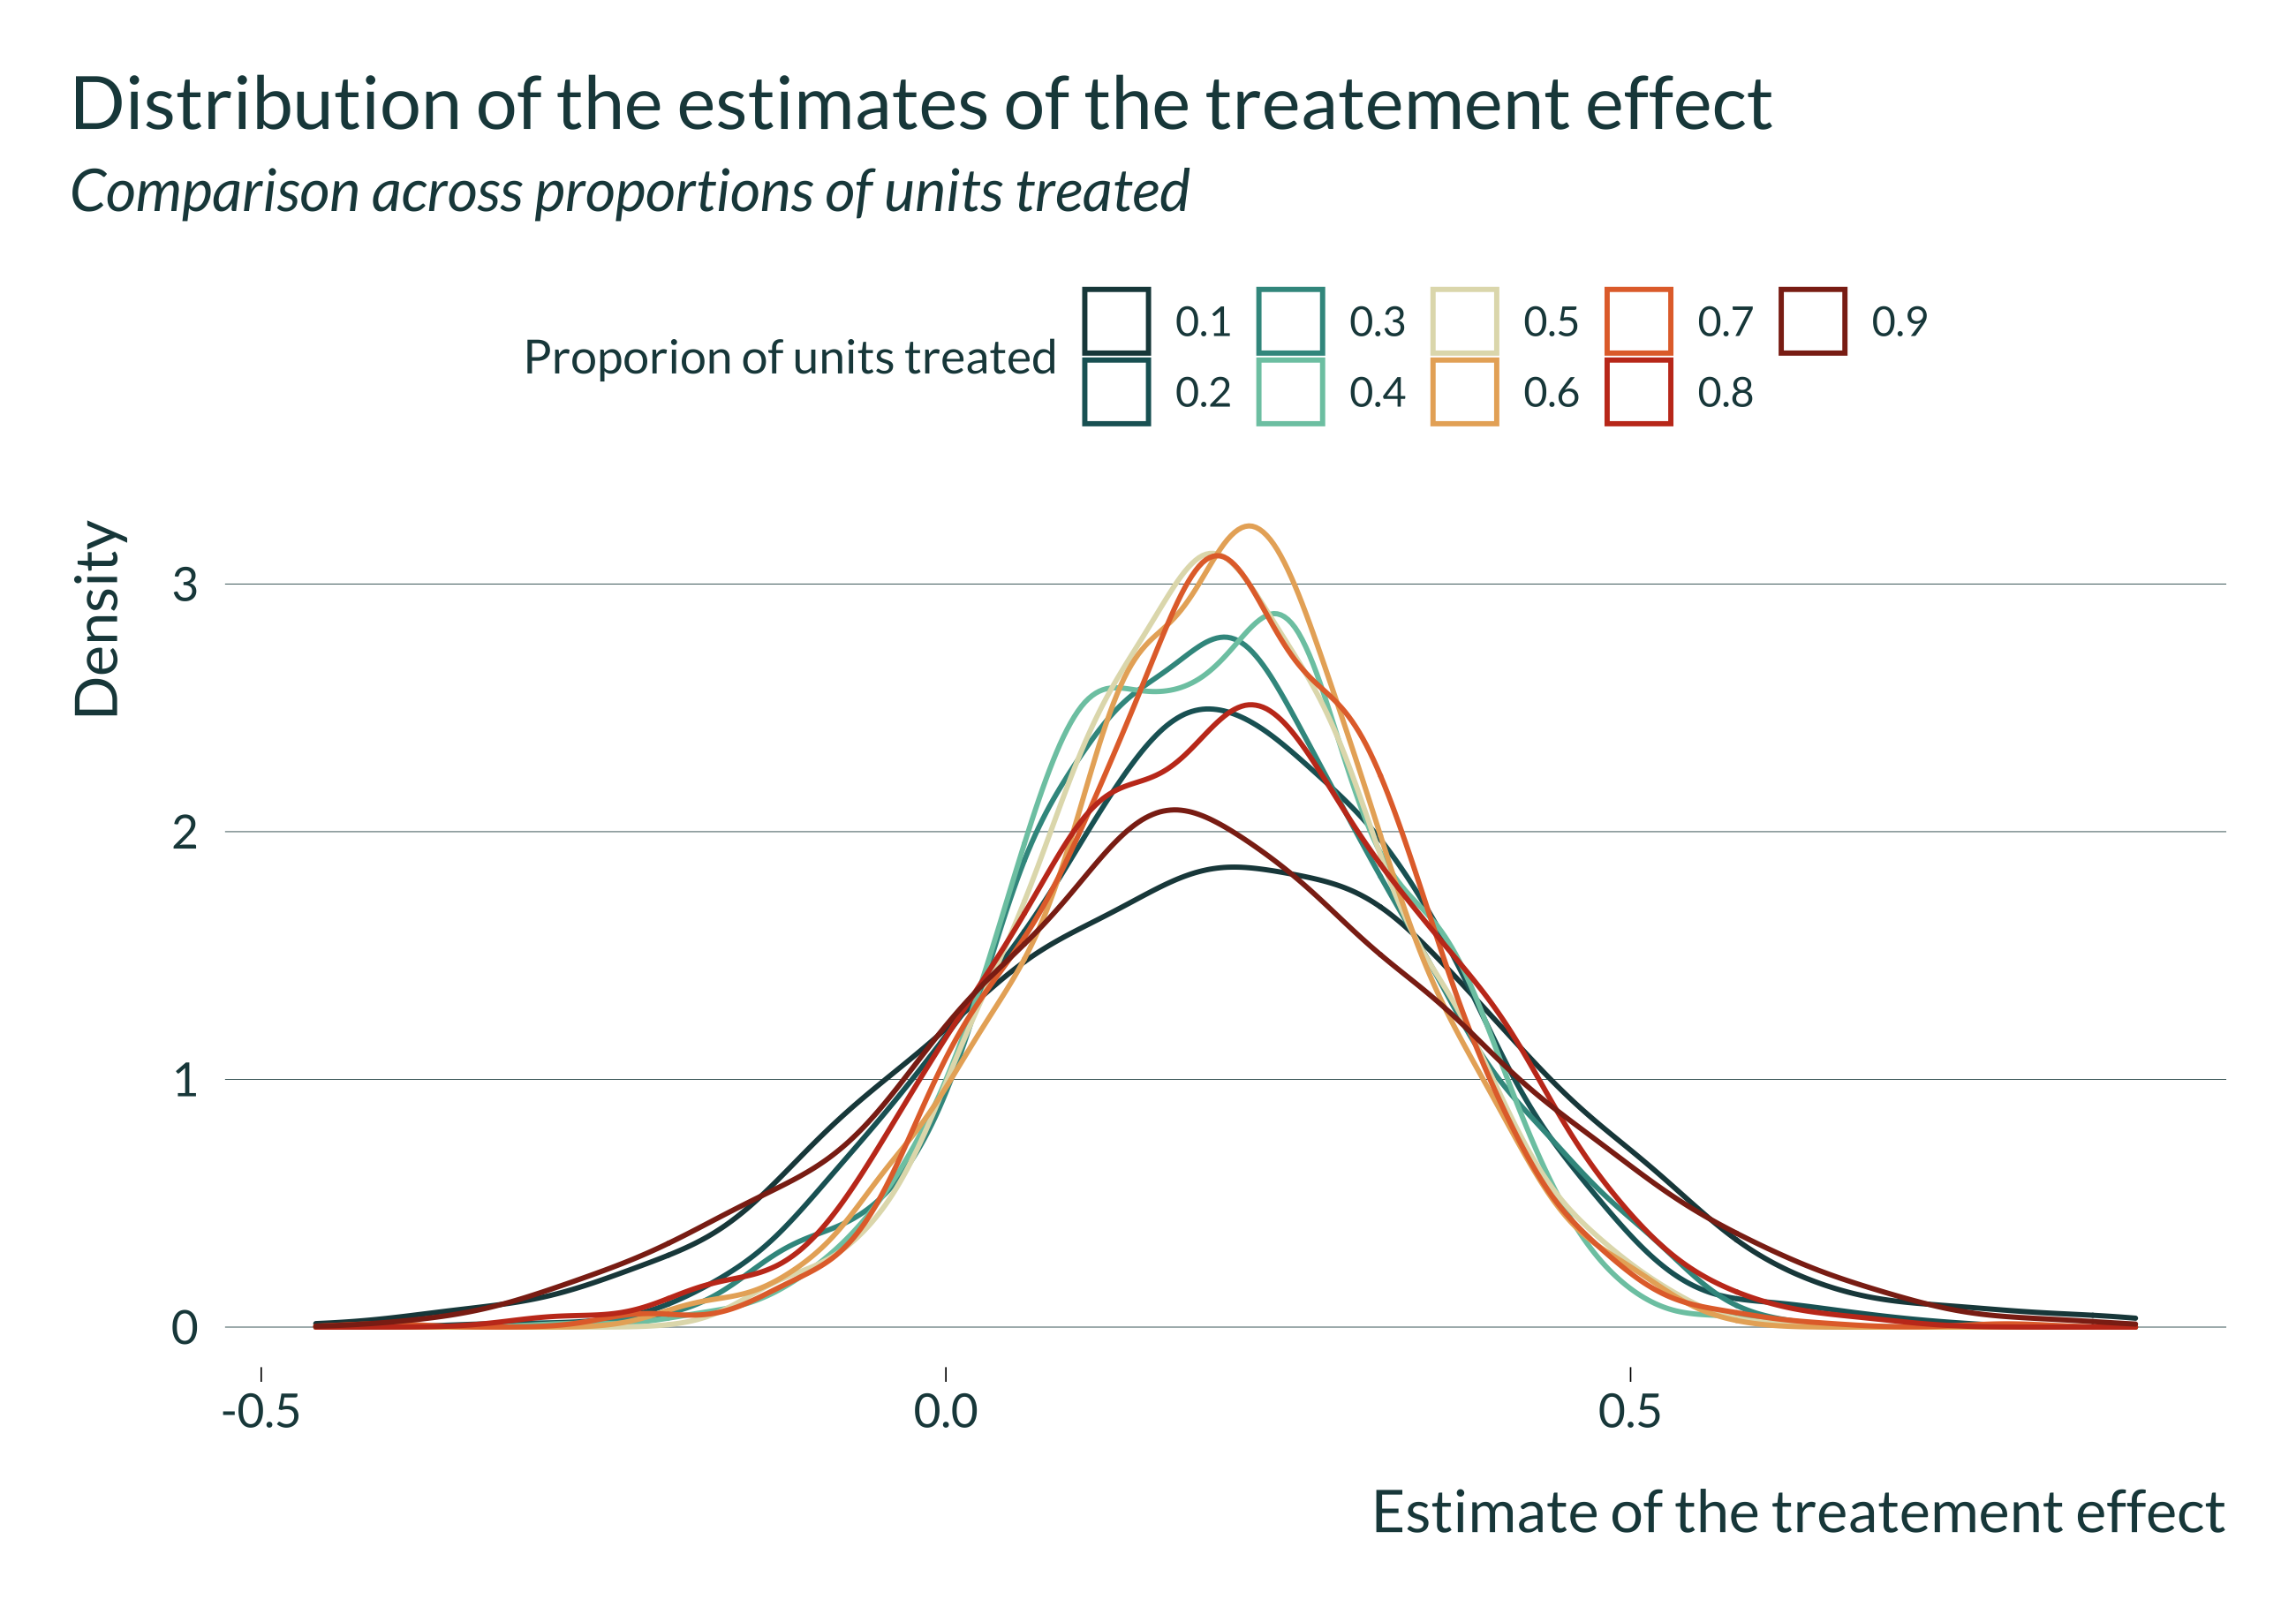 Distribution of the estimates of the treatement effect
Comparison across proportions of units treated
Proporion of units treated
0.1 0.3 0.5 0.7 0.9
0.2 0.4 0.6 0.8
Density
3
2
1
0
-0.5 0.0 0.5
Estimate of the treatement effect